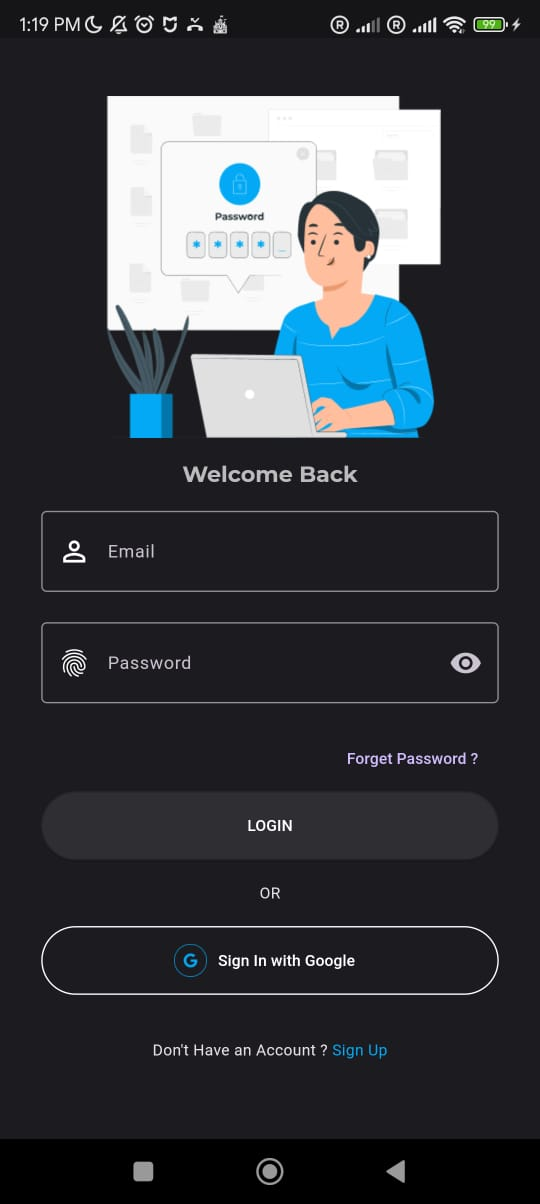 1:19 PM
99
Password
* * * * _
Welcome Back
Email
Password
Forget Password ?
LOGIN
OR
G Sign In with Google
Don't Have an Account ? Sign Up